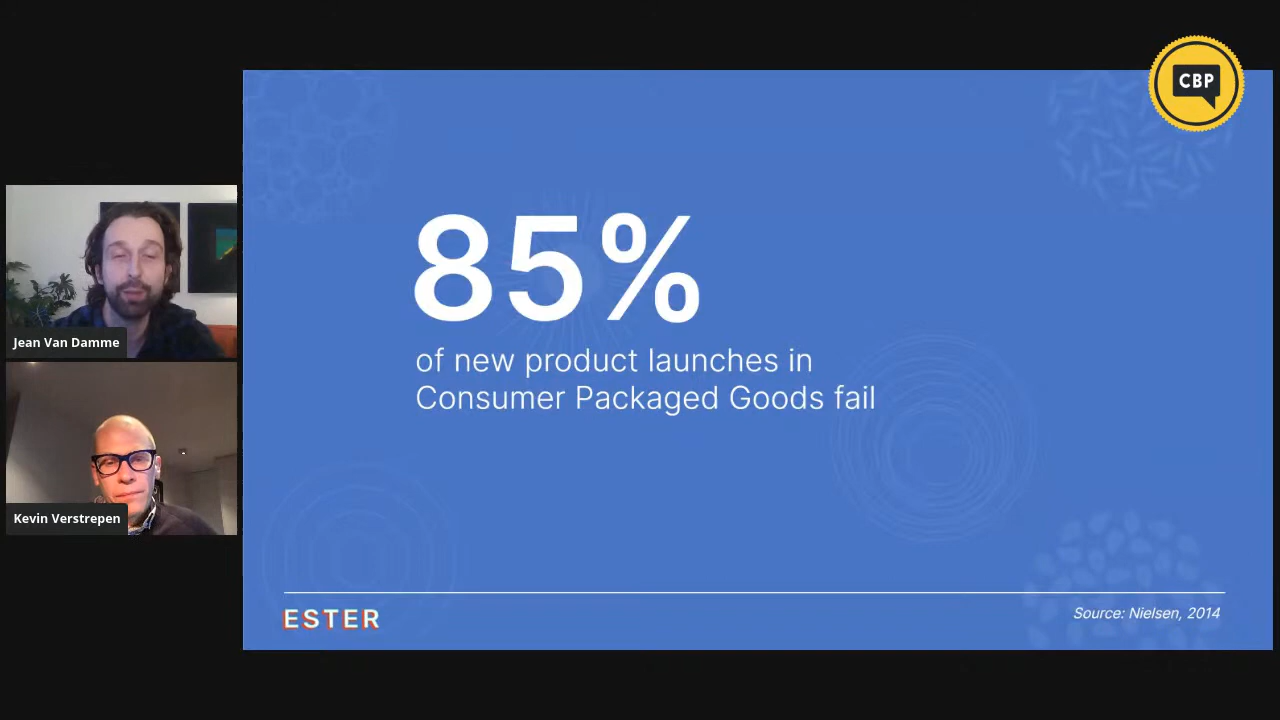 CBP
85%
of new product launches in
Consumer Packaged Goods fail
Jean Van Damme
Kevin Verstrepen
ESTER
Source: Nielsen, 2014